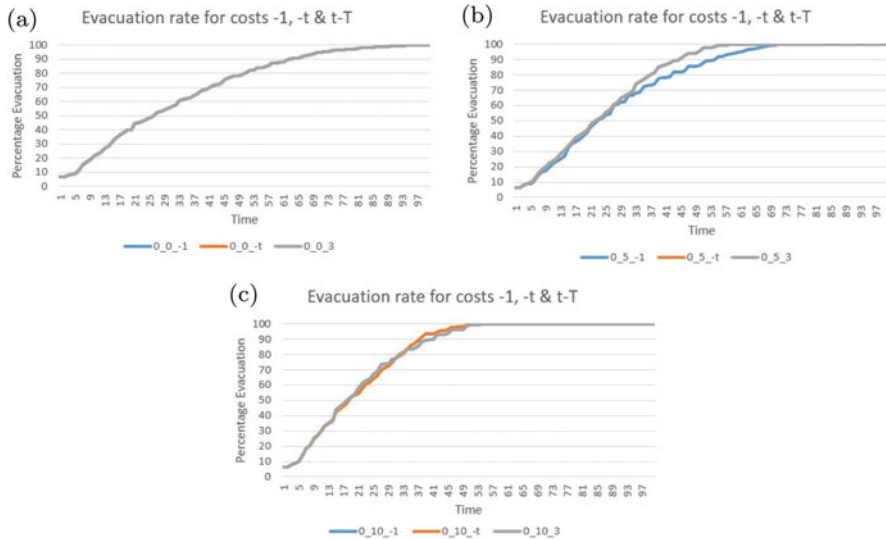 (a)
Evacuation rate for costs -1, -t & t-T
Percentage Evacuation
100
90
80
70
60
50
40
30
20
10
0
1 5 9 13 17 21 25 29 33 37 41 45 49 53 57 61 65 69 73 77 81 85 89 93 97
Time
0_0_-1 0_0_-t 0_0_3
(b)
Evacuation rate for costs -1, -t & t-T
Percentage Evacuation
100
90
80
70
60
50
40
30
20
10
0
1 5 9 13 17 21 25 29 33 37 41 45 49 53 57 61 65 69 73 77 81 85 89 93 97
Time
0_5_-1 0_5_-t 0_5_3
(c)
Evacuation rate for costs -1, -t & t-T
Percentage Evacuation
100
90
80
70
60
50
40
30
20
10
0
1 5 9 13 17 21 25 29 33 37 41 45 49 53 57 61 65 69 73 77 81 85 89 93 97
Time
0_10_-1 0_10_-t 0_10_3